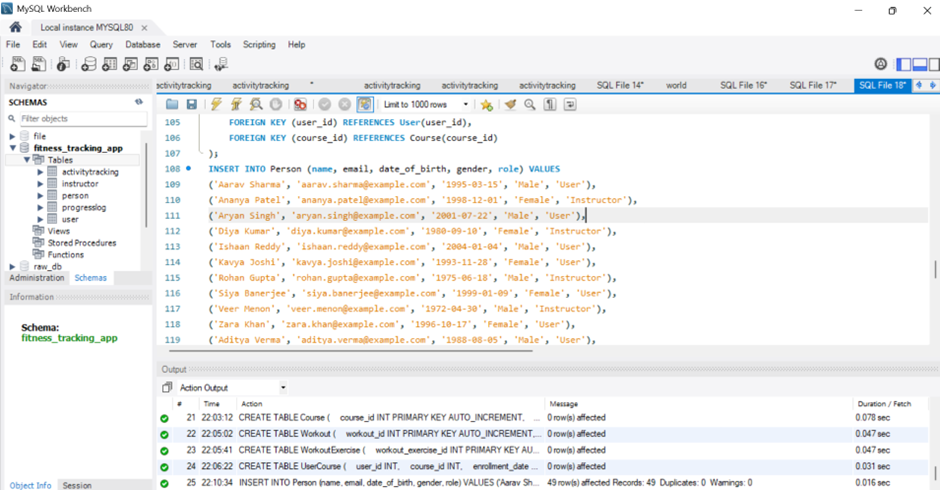 MySQL Workbench
Local instance MYSQL80
File Edit View Query Database Server Tools Scripting Help
Navigator
SCHEMAS
Filter objects
file
fitness_tracking_app
Tables
activitytracking
instructor
person
progresslog
user
Views
Stored Procedures
Functions
raw_db
Administration Schemas
Information
Schema:
fitness_tracking_app
Object Info Session
activitytracking activitytracking * activitytracking activitytracking activitytracking SQL File 14* world SQL File 16* SQL File 17* SQL File 18*
Limit to 1000 rows
105 FOREIGN KEY (user_id) REFERENCES User(user_id),
106 FOREIGN KEY (course_id) REFERENCES Course(course_id)
107 );
108 INSERT INTO Person (name, email, date_of_birth, gender, role) VALUES
109 ('Aarav Sharma', 'aarav.sharma@example.com', '1995-03-15', 'Male', 'User'),
110 ('Ananya Patel', 'ananya.patel@example.com', '1998-12-01', 'Female', 'Instructor'),
111 ('Aryan Singh', 'aryan.singh@example.com', '2001-07-22', 'Male', 'User'),
112 ('Diya Kumar', 'diya.kumar@example.com', '1980-09-10', 'Female', 'Instructor'),
113 ('Ishaan Reddy', 'ishaan.reddy@example.com', '2004-01-04', 'Male', 'User'),
114 ('Kavya Joshi', 'kavya.joshi@example.com', '1993-11-28', 'Female', 'User'),
115 ('Rohan Gupta', 'rohan.gupta@example.com', '1975-06-18', 'Male', 'Instructor'),
116 ('Siya Banerjee', 'siya.banerjee@example.com', '1999-01-09', 'Female', 'User'),
117 ('Veer Menon', 'veer.menon@example.com', '1972-04-30', 'Male', 'Instructor'),
118 ('Zara Khan', 'zara.khan@example.com', '1996-10-17', 'Female', 'User'),
119 ('Aditya Verma', 'aditya.verma@example.com', '1988-08-05', 'Male', 'User'),
Output
Action Output
# Time Action Message Duration / Fetch
21 22:03:12 CREATE TABLE Course ( course_id INT PRIMARY KEY AUTO_INCREMENT, ... 0 row(s) affected 0.078 sec
22 22:05:02 CREATE TABLE Workout ( workout_id INT PRIMARY KEY AUTO_INCREMENT,... 0 row(s) affected 0.047 sec
23 22:05:41 CREATE TABLE WorkoutExercise ( workout_exercise_id INT PRIMARY KEY AU... 0 row(s) affected 0.047 sec
24 22:06:22 CREATE TABLE UserCourse ( user_id INT, course_id INT, enrollment_date ... 0 row(s) affected 0.031 sec
25 22:10:34 INSERT INTO Person (name, email, date_of_birth, gender, role) VALUES ('Aarav Sh... 49 row(s) affected Records: 49 Duplicates: 0 Warnings: 0 0.016 sec